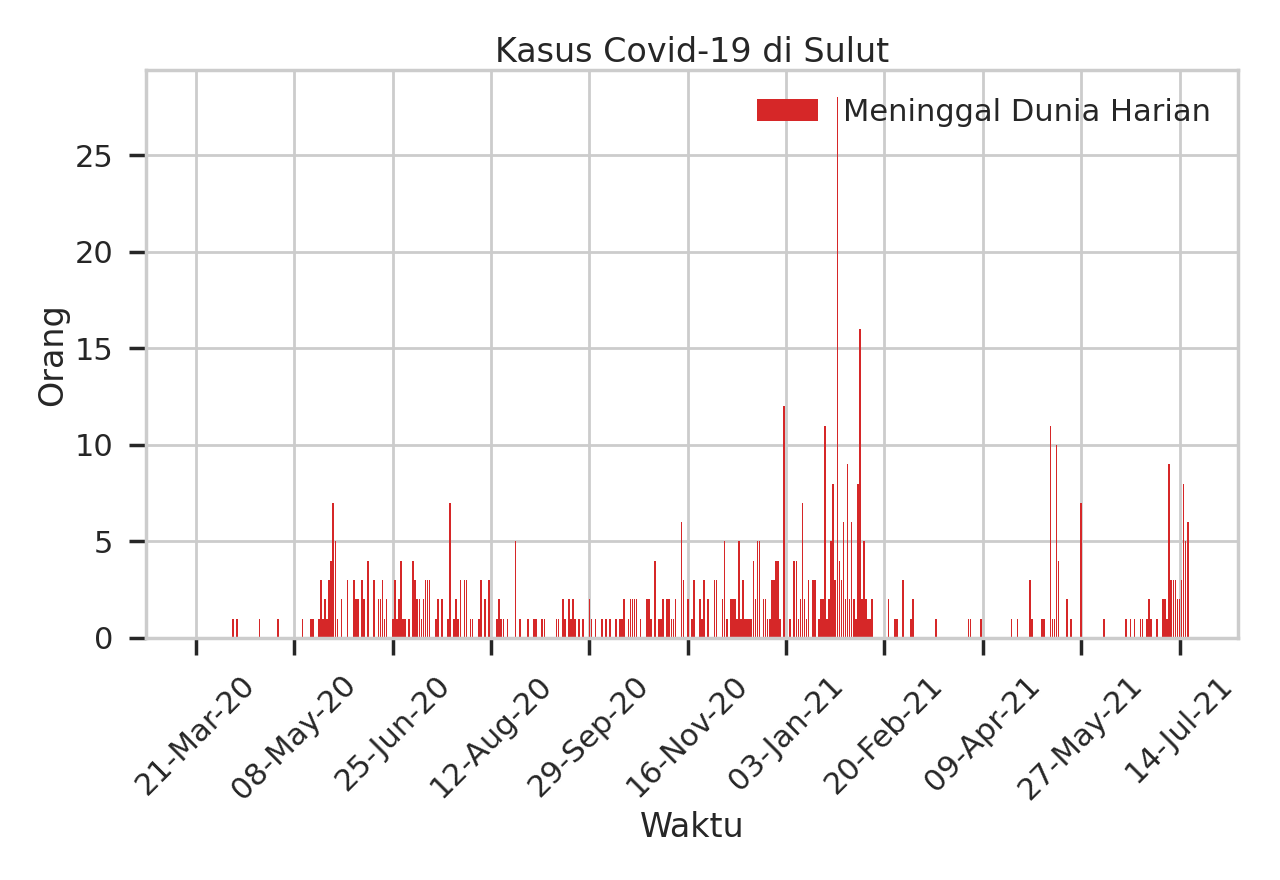 Kasus Covid-19 di Sulut
Meninggal Dunia Harian
Orang
25
20
15
10
5
0
21-Mar-20
08-May-20
25-Jun-20
12-Aug-20
29-Sep-20
16-Nov-20
03-Jan-21
20-Feb-21
09-Apr-21
27-May-21
14-Jul-21
Waktu